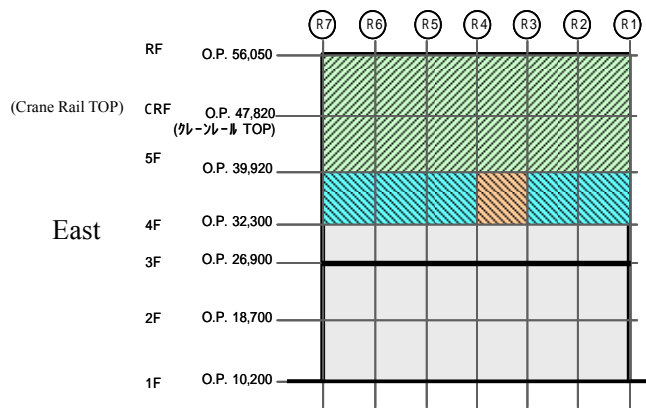 R7 R6 R5 R4 R3 R2 R1
RF O.P. 56,050
(Crane Rail TOP) CRF O.P. 47,820
(ｸﾚｰﾝﾚｰﾙ TOP)
5F O.P. 39,920
East
4F O.P. 32,300
3F O.P. 26,900
2F O.P. 18,700
1F O.P. 10,200